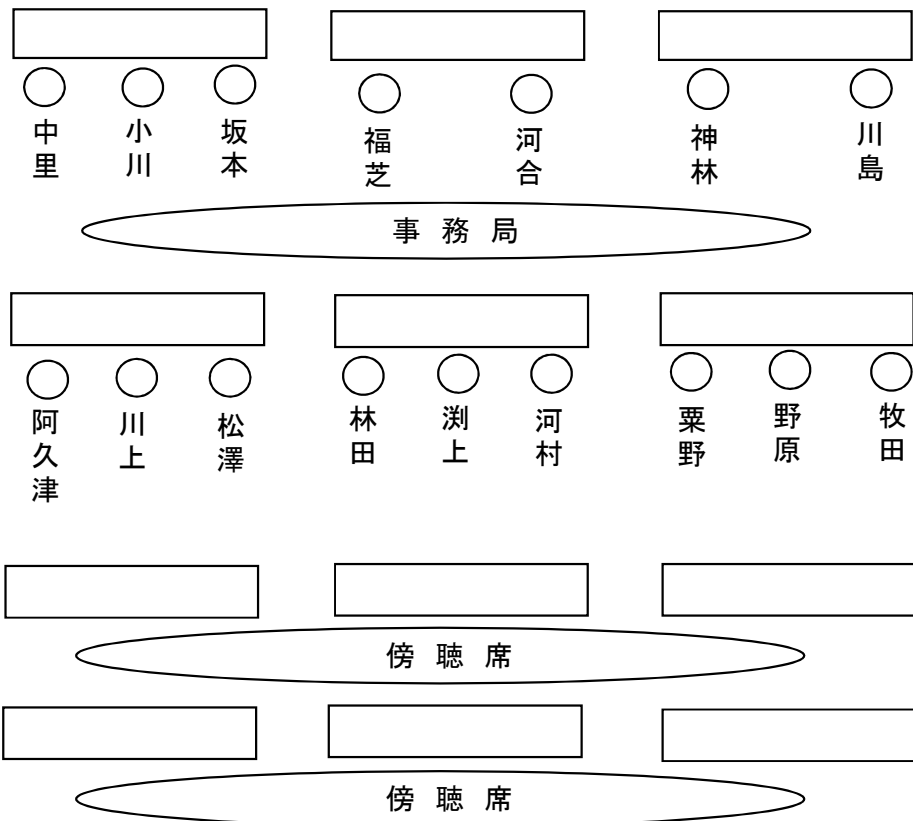 中里
小川
坂本
福芝
河合
神林
川島
事務局
阿久津
川上
松澤
林田
渕上
河村
粟野
野原
牧田
傍聴席
傍聴席